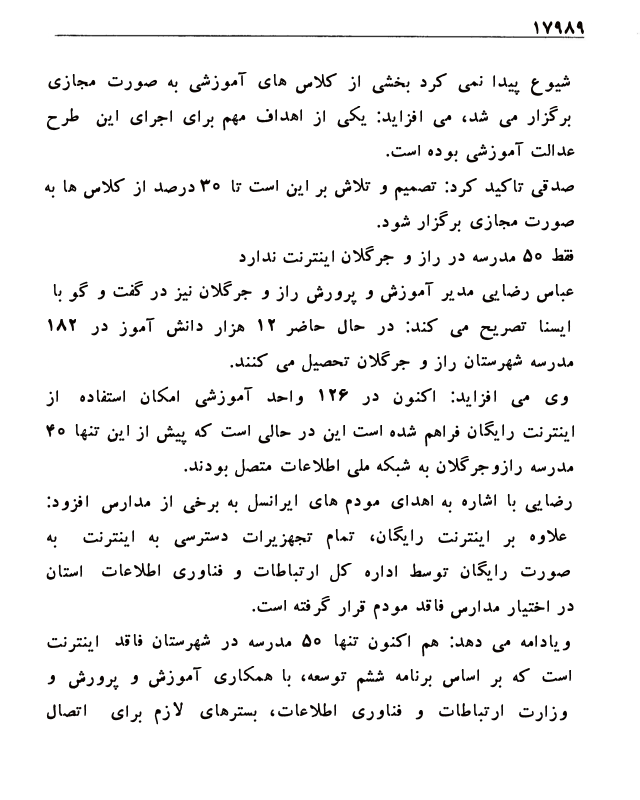 ۱۷۹۸۹
شیوع پیدا نمی کرد بخشی از کلاس های آموزشی به صورت مجازی
برگزار می شد، می افزاید: یکی از اهداف مهم برای اجرای این طرح
عدالت آموزشی بوده است.
صدقی تاکید کرد: تصمیم و تلاش بر این است تا ۳۰ درصد از کلاس ها به
صورت مجازی برگزار شود.
فقط ۵۰ مدرسه در راز و جرگلان اینترنت ندارد
عباس رضایی مدیر آموزش و پرورش راز و جرگلان نیز در گفت و گو با
ایسنا تصریح می کند: در حال حاضر ۱۲ هزار دانش آموز در ۱۸۲
مدرسه شهرستان راز و جرگلان تحصیل می کنند.
وی می افزاید: اکنون در ۱۲۶ واحد آموزشی امکان استفاده از
اینترنت رایگان فراهم شده است این در حالی است که پیش از این تنها ۴۰
مدرسه رازوجرگلان به شبکه ملی اطلاعات متصل بودند.
رضایی با اشاره به اهدای مودم های ایرانسل به برخی از مدارس افزود:
علاوه بر اینترنت رایگان، تمام تجهیزات دسترسی به اینترنت به
صورت رایگان توسط اداره کل ارتباطات و فناوری اطلاعات استان
در اختیار مدارس فاقد مودم قرار گرفته است.
ویادامه می دهد: هم اکنون تنها ۵۰ مدرسه در شهرستان فاقد اینترنت
است که بر اساس برنامه ششم توسعه، با همکاری آموزش و پرورش و
وزارت ارتباطات و فناوری اطلاعات، بسترهای لازم برای اتصال